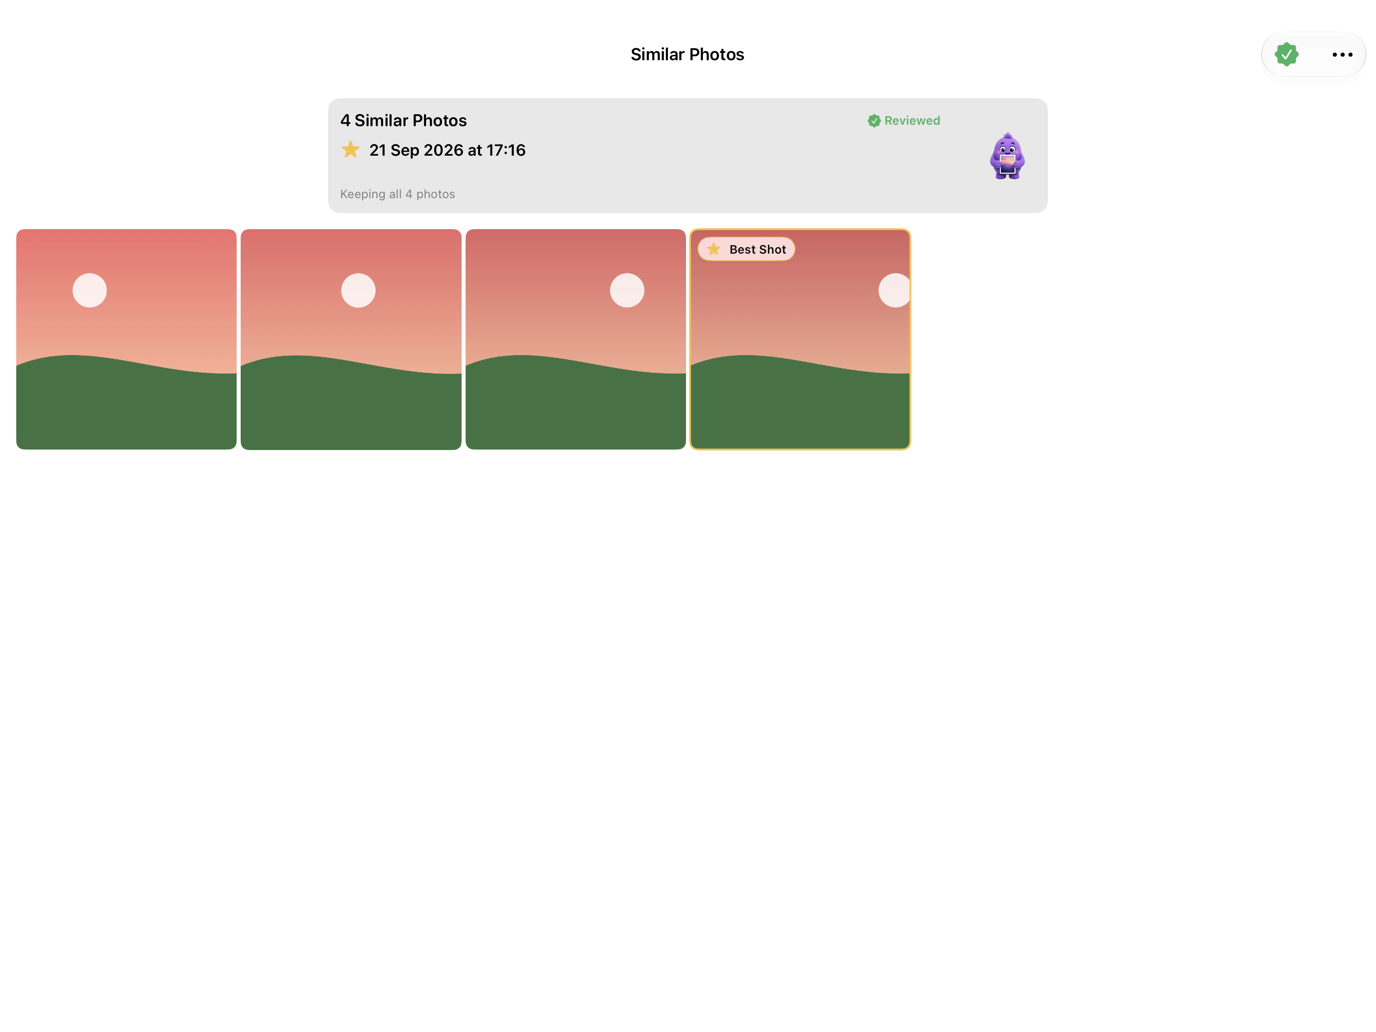 Similar Photos
4 Similar Photos
Reviewed
21 Sep 2026 at 17:16
Keeping all 4 photos
Best Shot